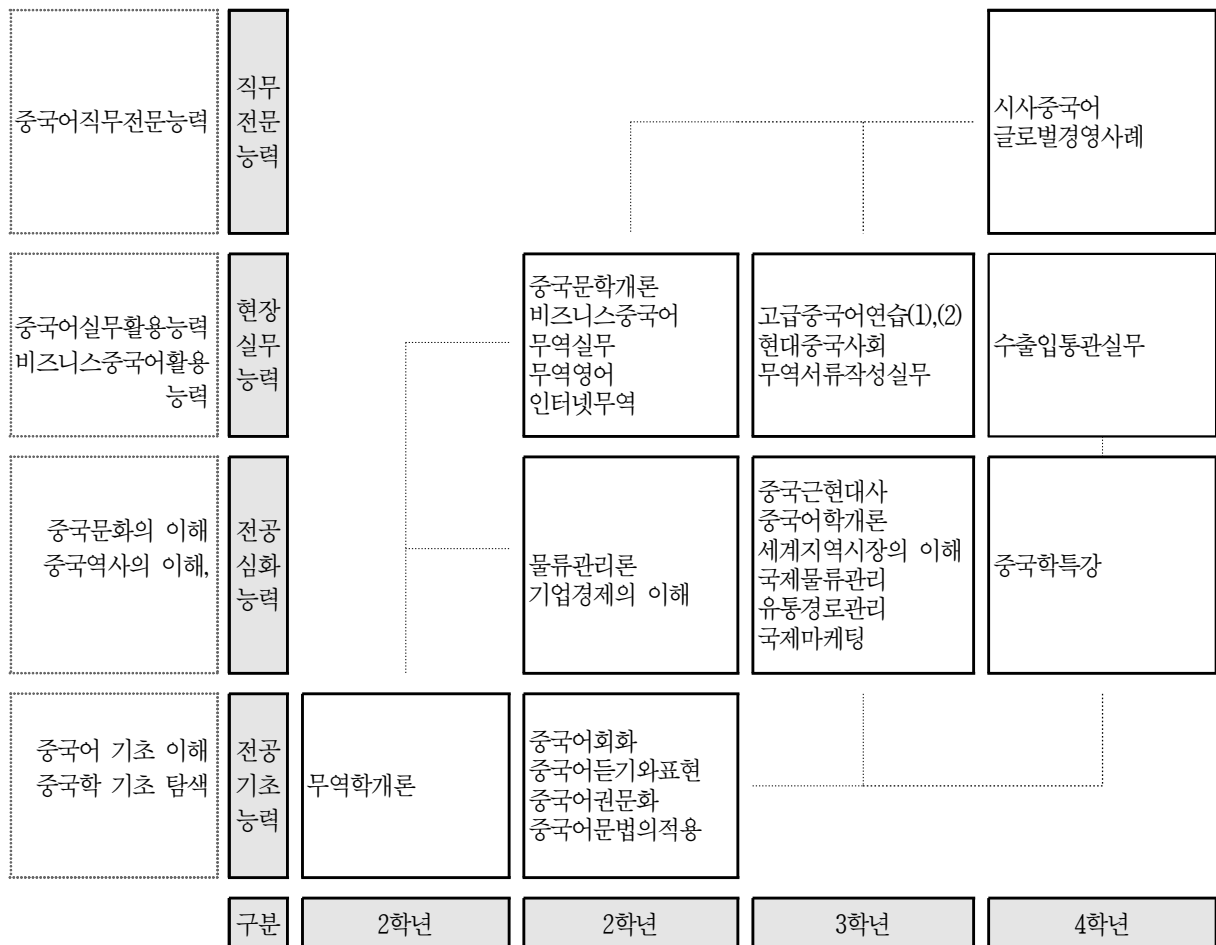 중국어직무전문능력
직무
전문
능력
시사중국어
글로벌경영사례
중국어실무활용능력
비즈니스중국어활용
능력
현장
실무
능력
중국문학개론
비즈니스중국어
무역실무
무역영어
인터넷무역
고급중국어연습(1),(2)
현대중국사회
무역서류작성실무
수출입통관실무
중국문화의 이해
중국역사의 이해,
전공
심화
능력
물류관리론
기업경제의 이해
중국근현대사
중국어학개론
세계지역시장의 이해
국제물류관리
유통경로관리
국제마케팅
중국학특강
중국어 기초 이해
중국학 기초 탐색
전공
기초
능력
무역학개론
중국어회화
중국어듣기와표현
중국어권문화
중국어문법의적용
구분
2학년
2학년
3학년
4학년